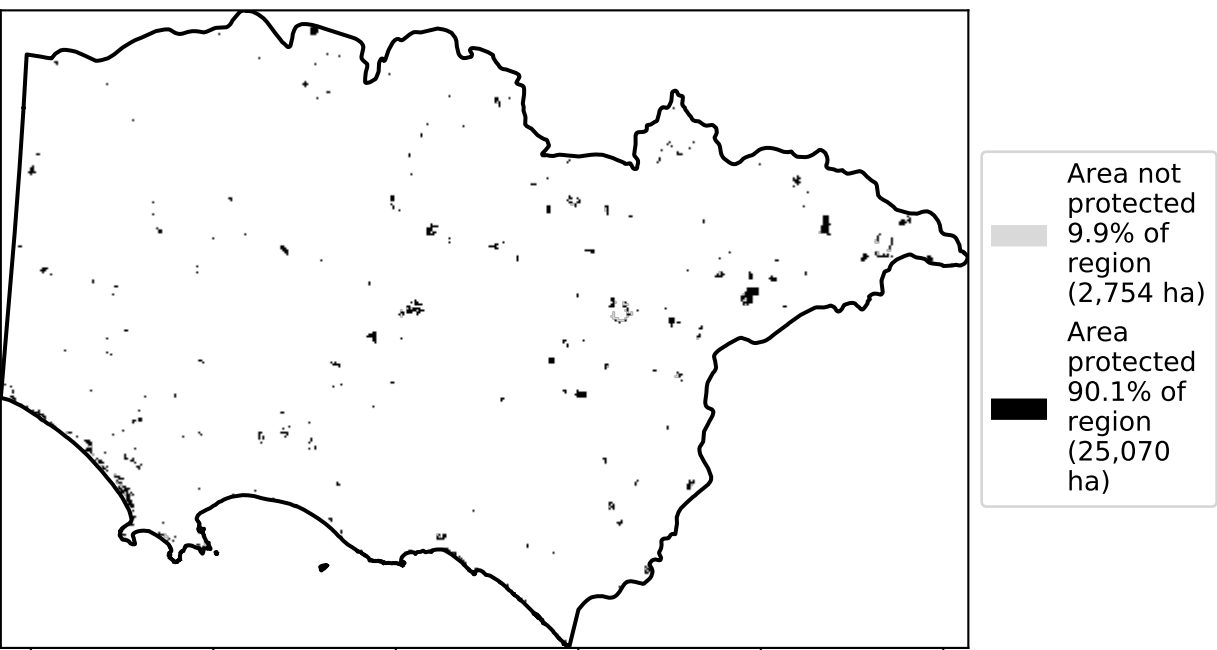 Area not
protected
9.9% of
region
(2,754 ha)
Area
protected
90.1% of
region
(25,070
ha)